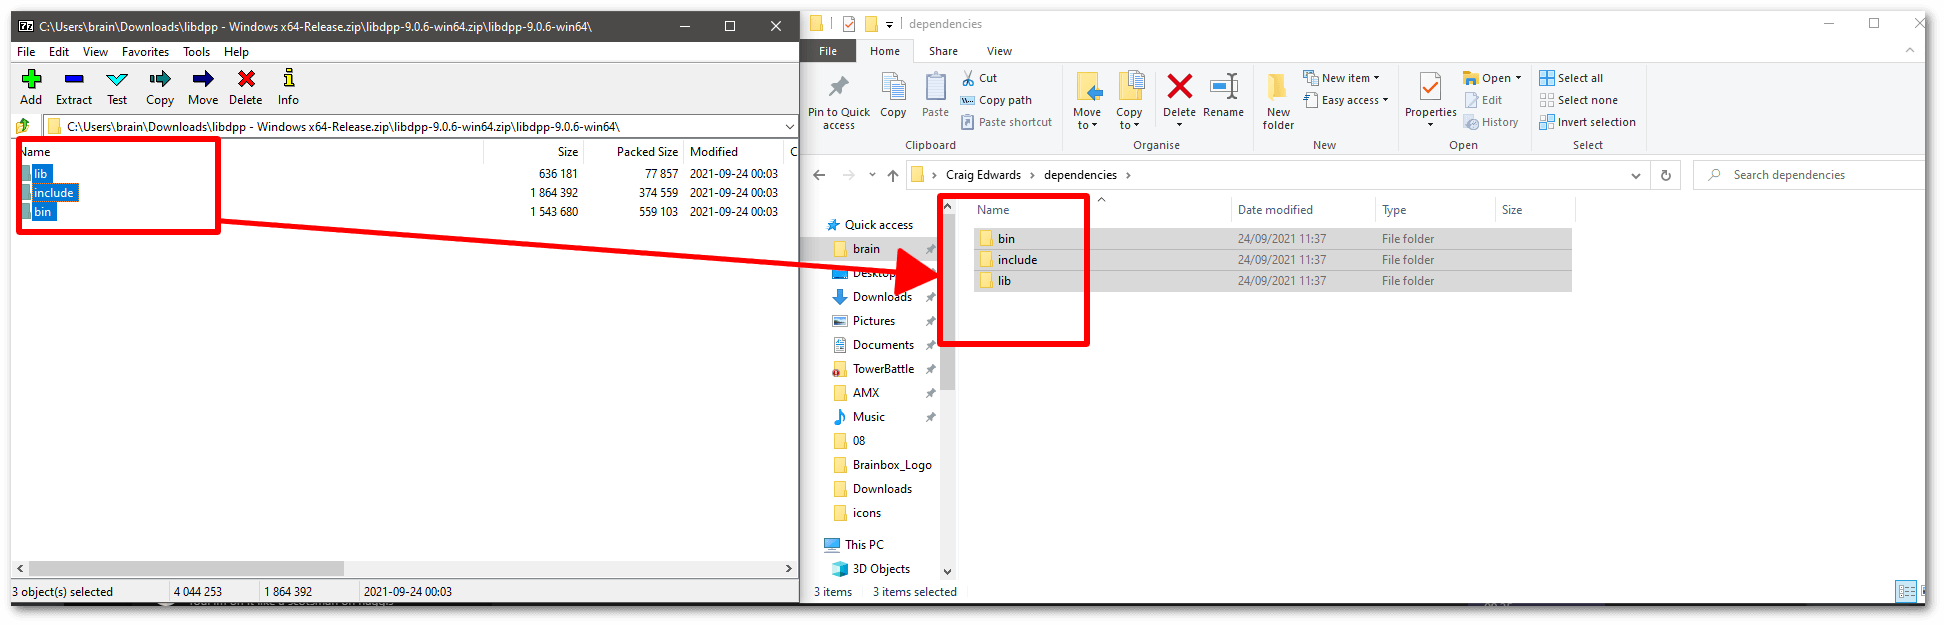 C:\Users\brain\Downloads\libdpp - Windows x64-Release.zip\libdpp-9.0.6-win64.zip\libdpp-9.0.6-win64\
File Edit View Favorites Tools Help
Add Extract Test Copy Move Delete Info
C:\Users\brain\Downloads\libdpp - Windows x64-Release.zip\libdpp-9.0.6-win64.zip\libdpp-9.0.6-win64\
Name Size Packed Size Modified C
lib 636 181 77 857 2021-09-24 00:03
include 1 864 392 374 559 2021-09-24 00:03
bin 1 543 680 559 103 2021-09-24 00:03
3 object(s) selected 4 044 253 1 864 392 2021-09-24 00:03
dependencies
File Home Share View
Pin to Quick access
Copy
Paste
Cut
Copy path
Paste shortcut
Clipboard
Move to
Copy to
Delete
Rename
Organise
New folder
New item
Easy access
New
Properties
Open
Edit
History
Open
Select all
Select none
Invert selection
Select
Craig Edwards > dependencies >
Search dependencies
Quick access
brain
Desktop
Downloads
Pictures
Documents
TowerBattle
AMX
Music
08
Brainbox_Logo
Downloads
icons
This PC
3D Objects
Name Date modified Type Size
bin 24/09/2021 11:37 File folder
include 24/09/2021 11:37 File folder
lib 24/09/2021 11:37 File folder
3 items 3 items selected